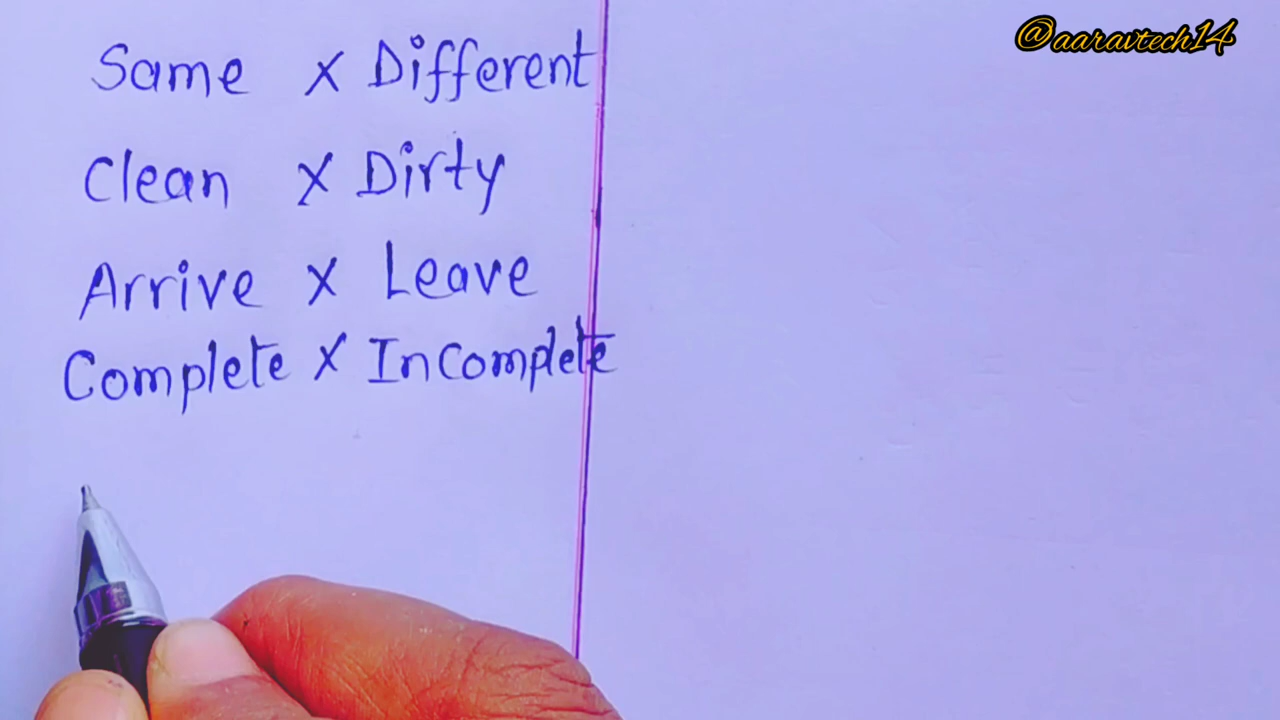 @aaravtech14
Same X Different
Clean X Dirty
Arrive X Leave
Complete X Incomplete